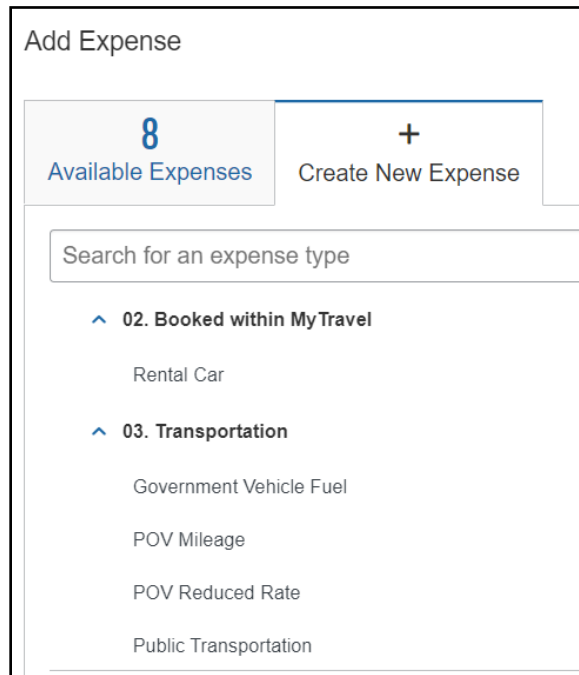 Add Expense
8
Available Expenses
+
Create New Expense
Search for an expense type
02. Booked within MyTravel
Rental Car
03. Transportation
Government Vehicle Fuel
POV Mileage
POV Reduced Rate
Public Transportation